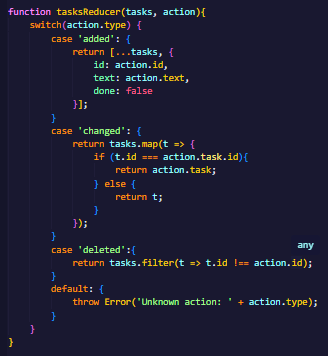 function tasksReducer(tasks, action){
    switch(action.type) {
        case 'added': {
            return [...tasks, {
                id: action.id,
                text: action.text,
                done: false
            }];
        }
        case 'changed': {
            return tasks.map(t => {
                if (t.id === action.task.id){
                    return action.task;
                } else {
                    return t;
                }
            });
        }
any
        case 'deleted':{
            return tasks.filter(t => t.id !== action.id);
        }
        default: {
            throw Error('Unknown action: ' + action.type);
        }
    }
}